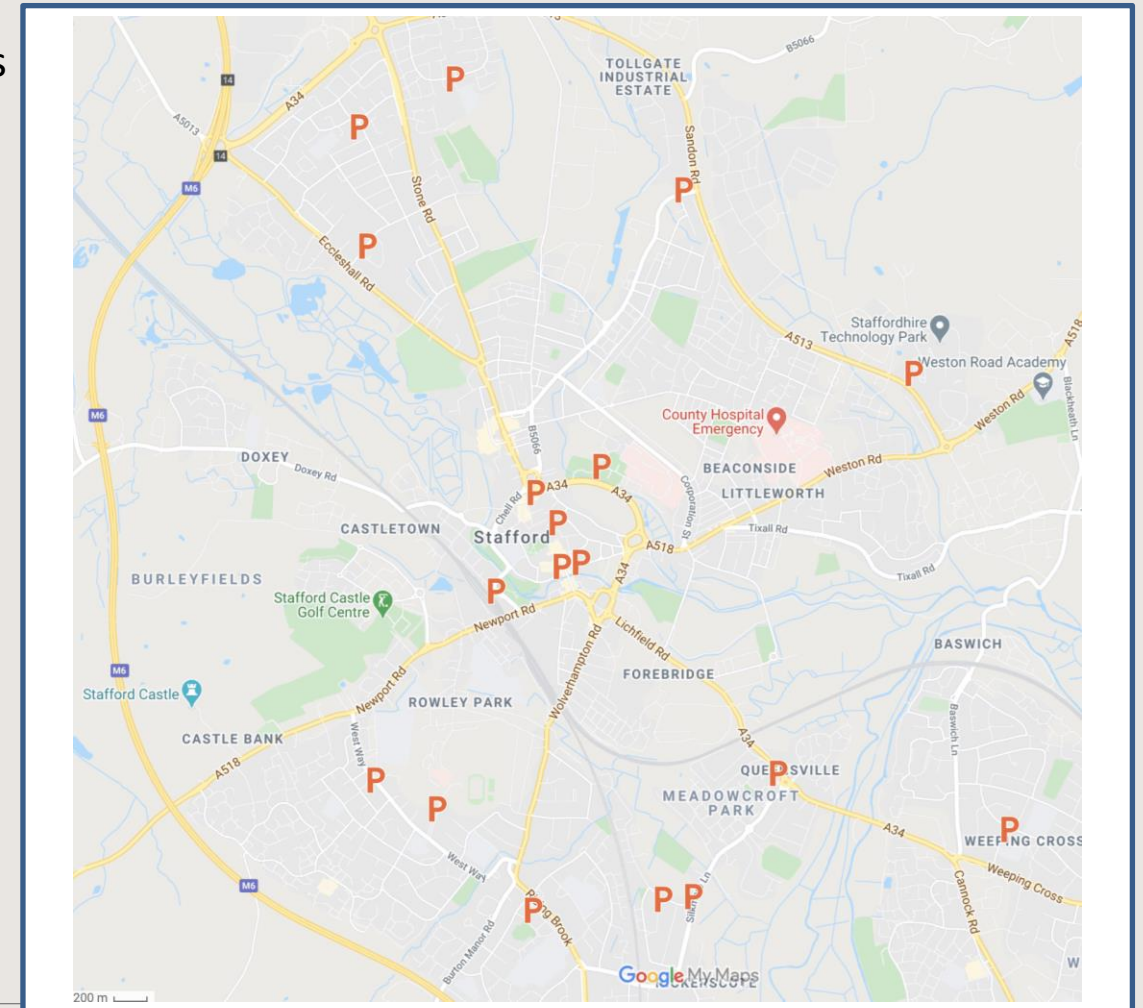 S
B5066
TOLLGATE
INDUSTRIAL
ESTATE
P
14
A34
A5013
P
14
Sandon Rd
M6
Stone Rd
P
Eccleshall Rd
P
Staffordhire
Technology Park
A518
A513
Weston Road Academy
P
Blackheath Ln
M6
County Hospital
Emergency
Weston Rd
B5066
DOXEY
Doxey Rd
P
BEACONSIDE
Weston Rd
LITTLEWORTH
P
A34
A34
Chell Rd
Corporation St
CASTLETOWN
P
Stafford
Tixall Rd
A518
P P
A34
Tixall Rd
BURLEYFIELDS
Stafford Castle
Golf Centre
P
Newport Rd
Lichfield Rd
BASWICH
Wolverhampton Rd
M6
FOREBRIDGE
Stafford Castle
Newport Rd
ROWLEY PARK
Baswich Ln
CASTLE BANK
West Way
A34
A518
P
P
MEADOWCROFT
PARK
P
A34
P
West Way
Weeping Cross
M6
Cannock Rd
P
P P
Burton Manor Rd
W
Google My Maps
200 m